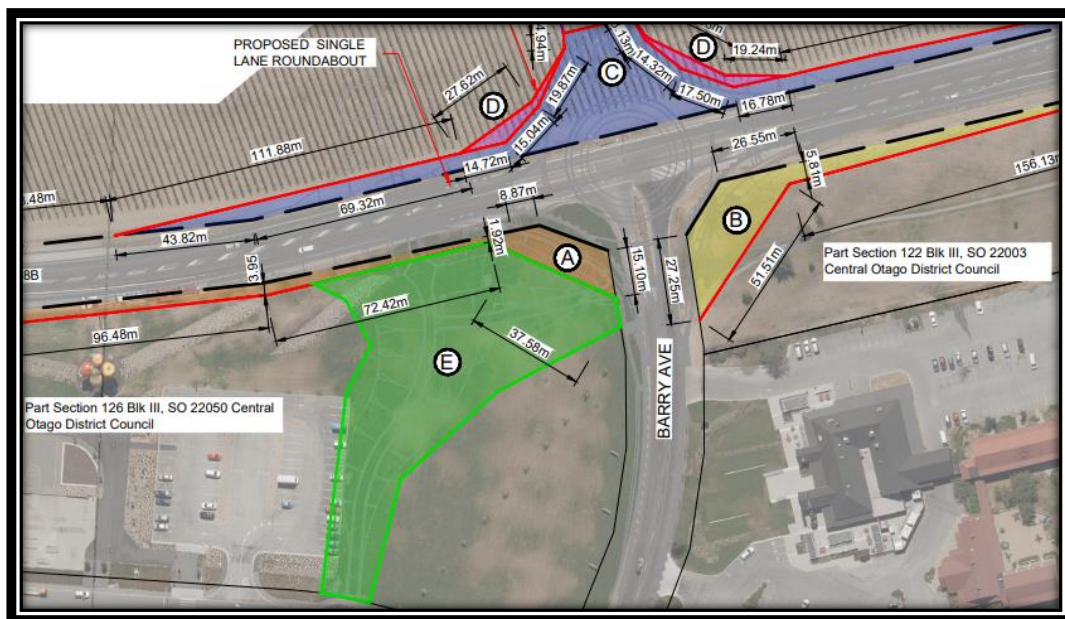 PROPOSED SINGLE
LANE ROUNDABOUT
4.94m
27.62m
D
19.87m
C
14.32m
D
19.24m
17.50m
16.78m
111.88m
15.04m
14.72m
26.55m
5.81m
156.13m
69.32m
8.87m
43.82m
1.92m
A
15.10m
27.25m
B
51.51m
Part Section 122 Blk III, SO 22003
Central Otago District Council
8B
3.95
72.42m
96.48m
37.58m
E
BARRY AVE
Part Section 126 Blk III, SO 22050 Central
Otago District Council